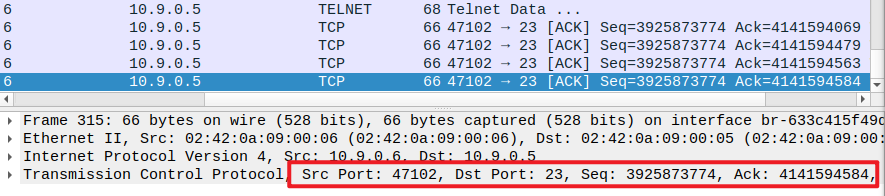 6 10.9.0.5 TELNET 68 Telnet Data ...
6 10.9.0.5 TCP 66 47102 → 23 [ACK] Seq=3925873774 Ack=4141594069
6 10.9.0.5 TCP 66 47102 → 23 [ACK] Seq=3925873774 Ack=4141594479
6 10.9.0.5 TCP 66 47102 → 23 [ACK] Seq=3925873774 Ack=4141594563
6 10.9.0.5 TCP 66 47102 → 23 [ACK] Seq=3925873774 Ack=4141594584
Frame 315: 66 bytes on wire (528 bits), 66 bytes captured (528 bits) on interface br-633c415f49d
Ethernet II, Src: 02:42:0a:09:00:06 (02:42:0a:09:00:06), Dst: 02:42:0a:09:00:05 (02:42:0a:09:00
Internet Protocol Version 4, Src: 10.9.0.6, Dst: 10.9.0.5
Transmission Control Protocol, Src Port: 47102, Dst Port: 23, Seq: 3925873774, Ack: 4141594584,